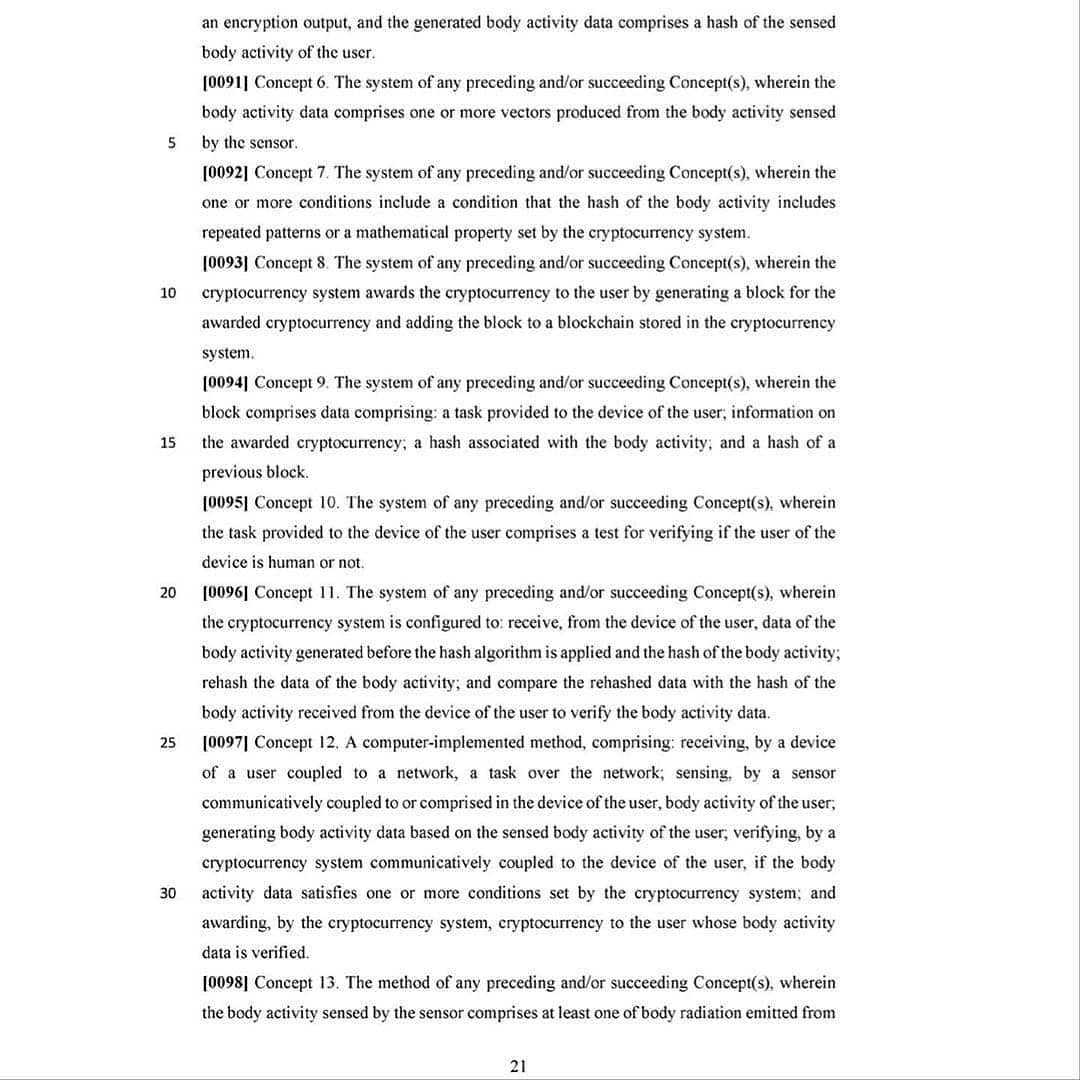 an encryption output, and the generated body activity data comprises a hash of the sensed
body activity of the user.
[0091] Concept 6. The system of any preceding and/or succeeding Concept(s), wherein the
body activity data comprises one or more vectors produced from the body activity sensed
5 by the sensor.
[0092] Concept 7. The system of any preceding and/or succeeding Concept(s), wherein the
one or more conditions include a condition that the hash of the body activity includes
repeated patterns or a mathematical property set by the cryptocurrency system.
[0093] Concept 8. The system of any preceding and/or succeeding Concept(s), wherein the
10 cryptocurrency system awards the cryptocurrency to the user by generating a block for the
awarded cryptocurrency and adding the block to a blockchain stored in the cryptocurrency
system.
[0094] Concept 9. The system of any preceding and/or succeeding Concept(s), wherein the
block comprises data comprising: a task provided to the device of the user; information on
15 the awarded cryptocurrency; a hash associated with the body activity; and a hash of a
previous block.
[0095] Concept 10. The system of any preceding and/or succeeding Concept(s), wherein
the task provided to the device of the user comprises a test for verifying if the user of the
device is human or not.
20 [0096] Concept 11. The system of any preceding and/or succeeding Concept(s), wherein
the cryptocurrency system is configured to: receive, from the device of the user, data of the
body activity generated before the hash algorithm is applied and the hash of the body activity;
rehash the data of the body activity; and compare the rehashed data with the hash of the
body activity received from the device of the user to verify the body activity data.
25 [0097] Concept 12. A computer-implemented method, comprising: receiving, by a device
of a user coupled to a network, a task over the network; sensing, by a sensor
communicatively coupled to or comprised in the device of the user, body activity of the user;
generating body activity data based on the sensed body activity of the user; verifying, by a
cryptocurrency system communicatively coupled to the device of the user, if the body
30 activity data satisfies one or more conditions set by the cryptocurrency system; and
awarding, by the cryptocurrency system, cryptocurrency to the user whose body activity
data is verified.
[0098] Concept 13. The method of any preceding and/or succeeding Concept(s), wherein
the body activity sensed by the sensor comprises at least one of body radiation emitted from
21